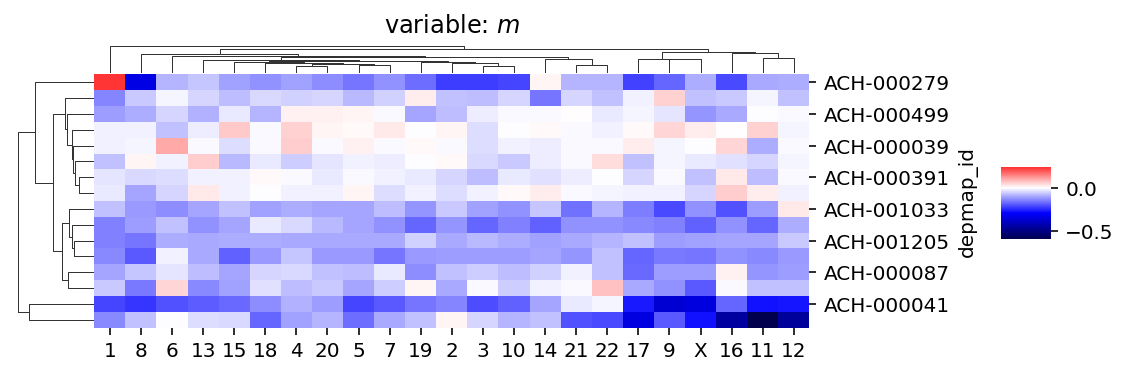 variable: m
ACH-000279
ACH-000499
ACH-000039
ACH-000391
ACH-001033
ACH-001205
ACH-000087
ACH-000041
depmap_id
0.0
−0.5
1 8 6 13 15 18 4 20 5 7 19 2 3 10 14 21 22 17 9 X 16 11 12